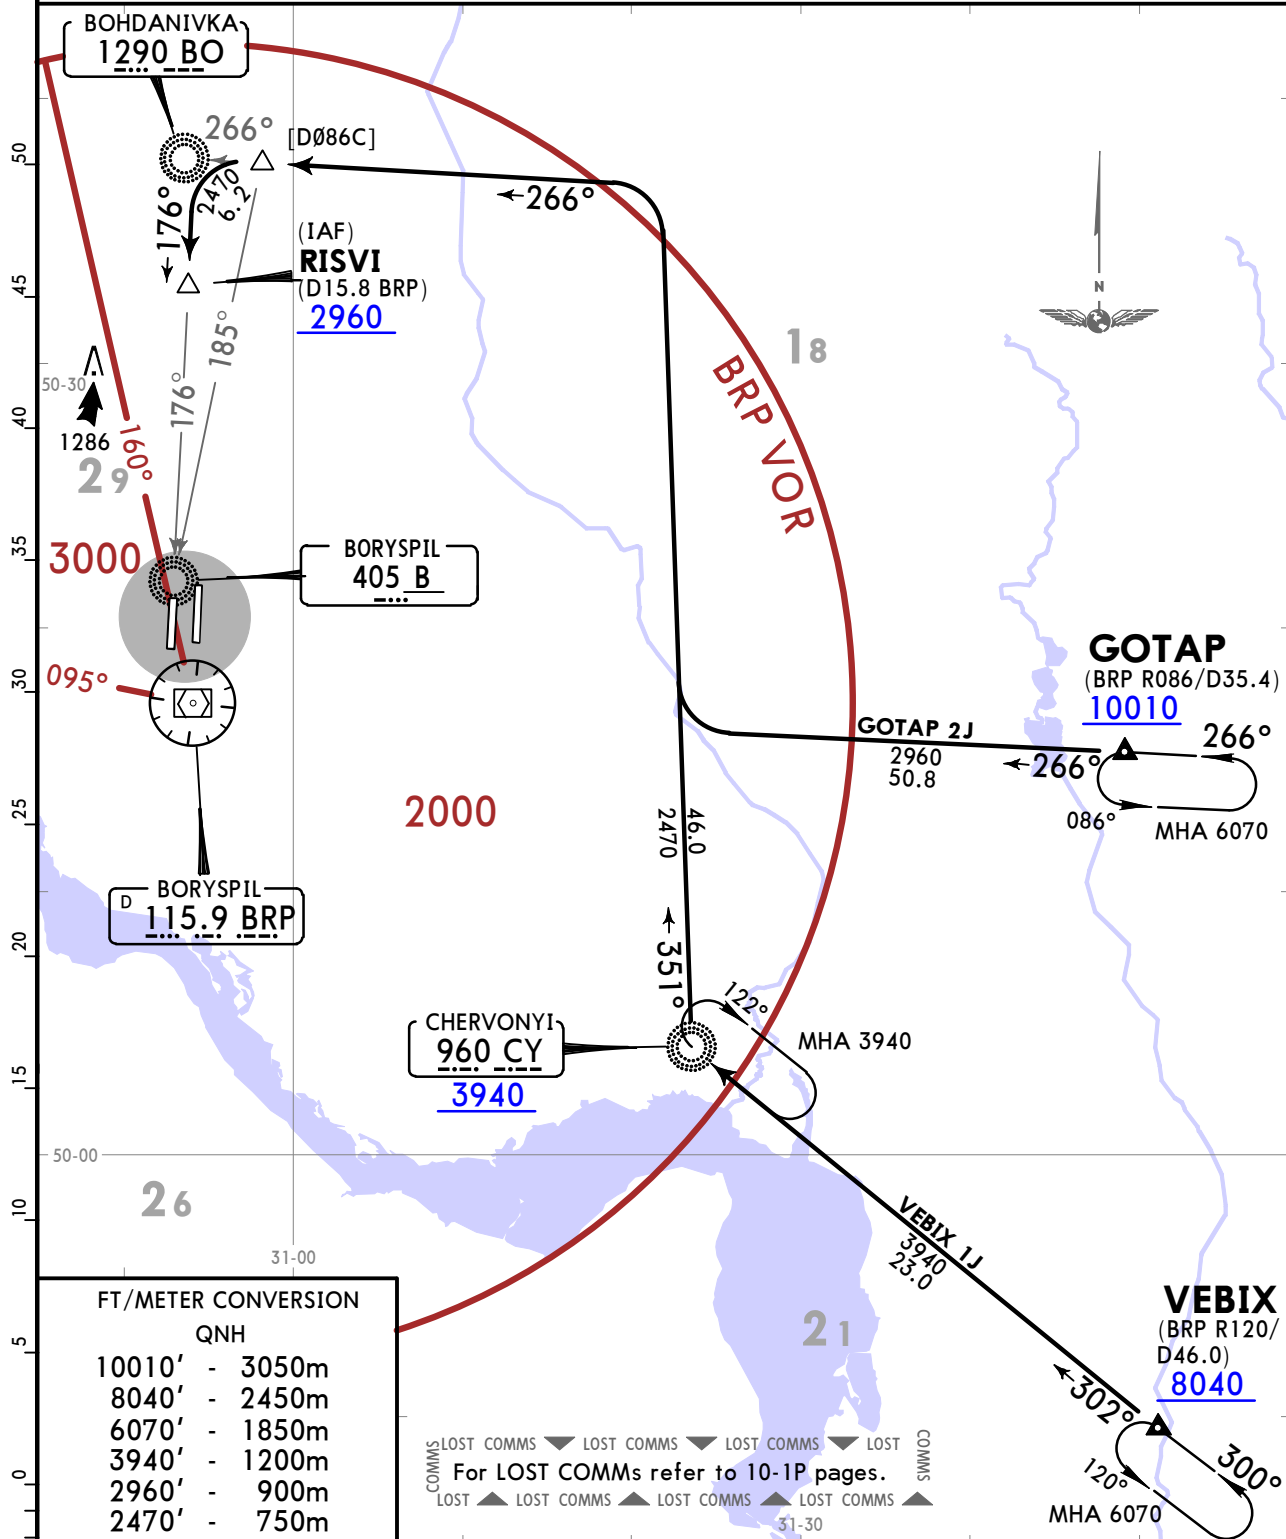 BOHDANIVKA
1290 BO
266°
[DØ86C]
266°
2470
6.2
176°
(IAF)
RISVI
(D15.8 BRP)
2960
185°
176°
50
45
40
35
30
25
20
15
10
5
0
50-30
1286
29
160°
18
BRP VOR
N
3000
BORYSPIL
405 B
095°
GOTAP
(BRP R086/D35.4)
10010
GOTAP 2J
2960
50.8
266°
266°
086°
MHA 6070
2000
46.0
2470
351°
D BORYSPIL
115.9 BRP
CHERVONYI
960 CY
3940
122°
MHA 3940
50-00
26
31-00
VEBIX 1J
3940
23.0
21
VEBIX
(BRP R120/
D46.0)
8040
302°
300°
120°
MHA 6070
FT/METER CONVERSION
QNH
10010' - 3050m
8040' - 2450m
6070' - 1850m
3940' - 1200m
2960' - 900m
2470' - 750m
LOST COMMS LOST COMMS LOST COMMS LOST COMMS
For LOST COMMs refer to 10-1P pages.
COMMS LOST LOST COMMS LOST COMMS LOST COMMS
31-30